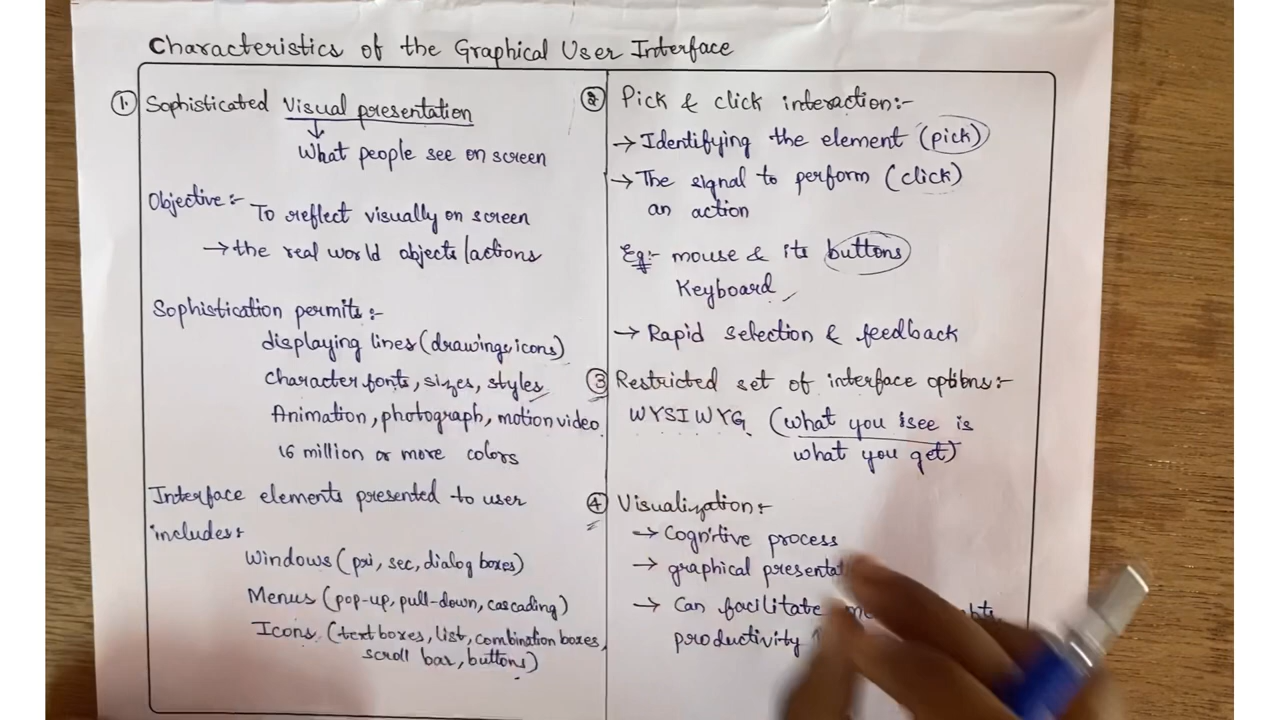 Characteristics of the Graphical User Interface
① Sophisticated Visual presentation
↓
What people see on screen
Objective:-
To reflect visually on screen
→ the real world objects/actions
Sophistication permits:-
displaying lines (drawing&icons)
Character fonts, sizes, styles
Animation, photograph, motion video
16 million or more colors
Interface elements presented to user
includes:
Windows (pri, sec, dialog boxes)
Menus (pop-up, pull-down, cascading)
Icons (text boxes, list, combination boxes,
scroll bar, buttons)
② Pick & click interaction:-
→ Identifying the element (pick)
→ The signal to perform (click)
an action
Eg:- mouse & its buttons
Keyboard
→ Rapid selection & feedback
③ Restricted set of interface options:-
WYSIWYG (what you see is
what you get)
④ Visualization:-
→ Cognitive process
→ graphical
→ Can facilitate
productivity